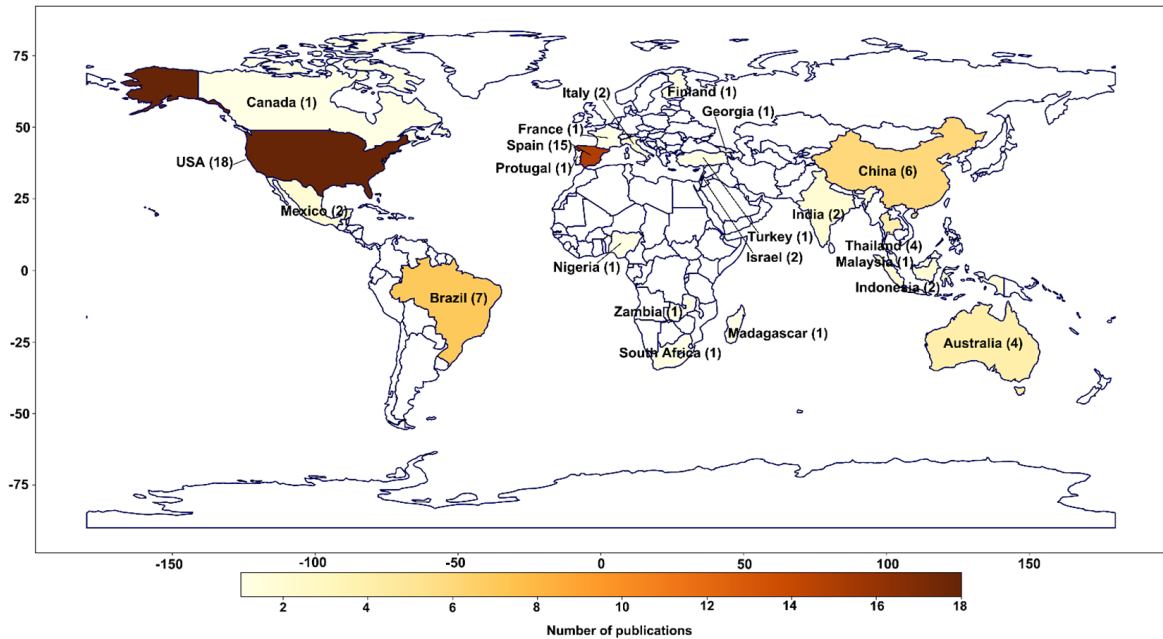 75
50
25
0
-25
-50
-75
Canada (1)
USA (18)
Mexico (2)
Brazil (7)
Italy (2)
Finland (1)
Georgia (1)
France (1)
Spain (15)
Protugal (1)
China (6)
India (2)
Turkey (1)
Israel (2)
Thailand (4)
Malaysia (1)
Indonesia (2)
Nigeria (1)
Zambia (1)
Madagascar (1)
South Africa (1)
Australia (4)
-150 -100 -50 0 50 100 150
2 4 6 8 10 12 14 16 18
Number of publications